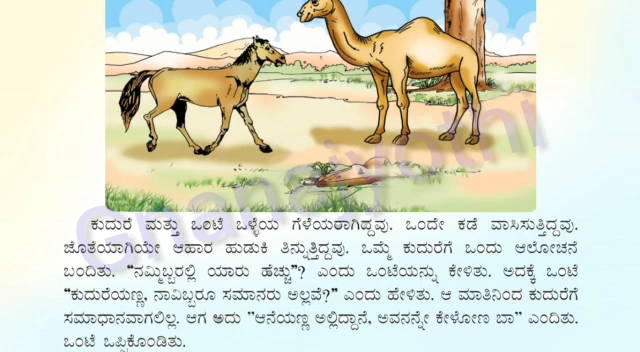 ಕುದುರೆ ಮತ್ತು ಒಂಟೆ ಒಳ್ಳೆಯ ಗೆಳೆಯರಾಗಿದ್ದವು. ಒಂದೇ ಕಡೆ ವಾಸಿಸುತ್ತಿದ್ದವು.
ಜೊತೆಯಾಗಿಯೇ ಆಹಾರ ಹುಡುಕಿ ತಿನ್ನುತ್ತಿದ್ದವು. ಒಮ್ಮೆ ಕುದುರೆಗೆ ಒಂದು ಆಲೋಚನೆ
ಬಂದಿತು. “ನಮ್ಮಿಬ್ಬರಲ್ಲಿ ಯಾರು ಹೆಚ್ಚು”? ಎಂದು ಒಂಟೆಯನ್ನು ಕೇಳಿತು. ಅದಕ್ಕೆ ಒಂಟೆ
“ಕುದುರೆಯಣ್ಣ, ನಾವಿಬ್ಬರೂ ಸಮಾನರು ಅಲ್ಲವೆ?” ಎಂದು ಹೇಳಿತು. ಆ ಮಾತಿನಿಂದ ಕುದುರೆಗೆ
ಸಮಾಧಾನವಾಗಲಿಲ್ಲ. ಆಗ ಅದು ”ಆನೆಯಣ್ಣ ಅಲ್ಲಿದ್ದಾನೆ, ಅವನನ್ನೇ ಕೇಳೋಣ ಬಾ” ಎಂದಿತು.
ಒಂಟೆ ಒಪ್ಪಿಕೊಂಡಿತು.
Gnanajyothi